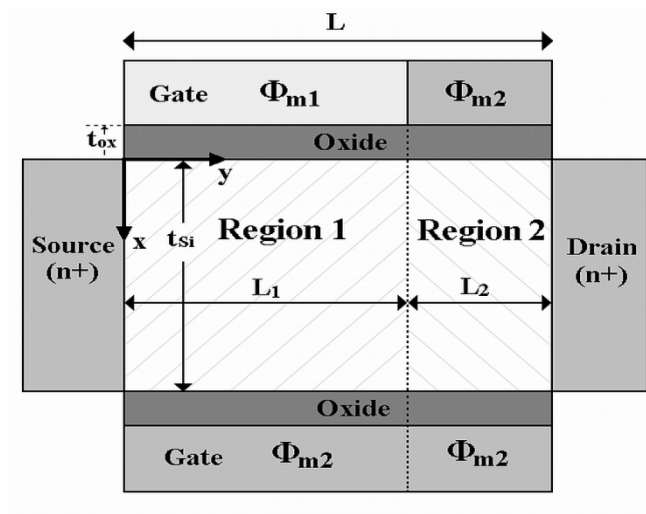 L
Gate Φm1 Φm2
tox
Oxide
y
x
tSi
Region 1 Region 2
Source
(n+)
Drain
(n+)
L1 L2
Oxide
Gate Φm2 Φm2